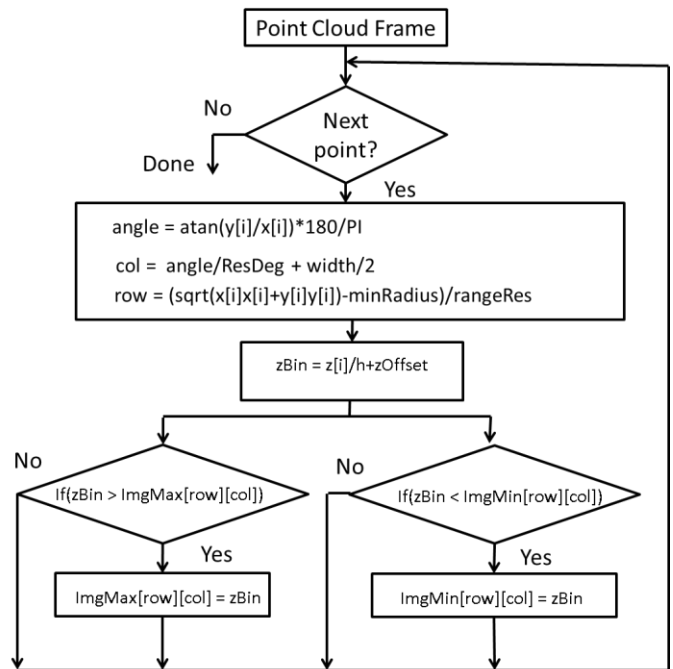 Point Cloud Frame
No
Next
point?
Done
Yes
angle = atan(y[i]/x[i])*180/PI
col = angle/ResDeg + width/2
row = (sqrt(x[i]x[i]+y[i]y[i])-minRadius)/rangeRes
zBin = z[i]/h+zOffset
No
If(zBin > ImgMax[row][col])
No
If(zBin < ImgMin[row][col])
Yes
Yes
ImgMax[row][col] = zBin
ImgMin[row][col] = zBin